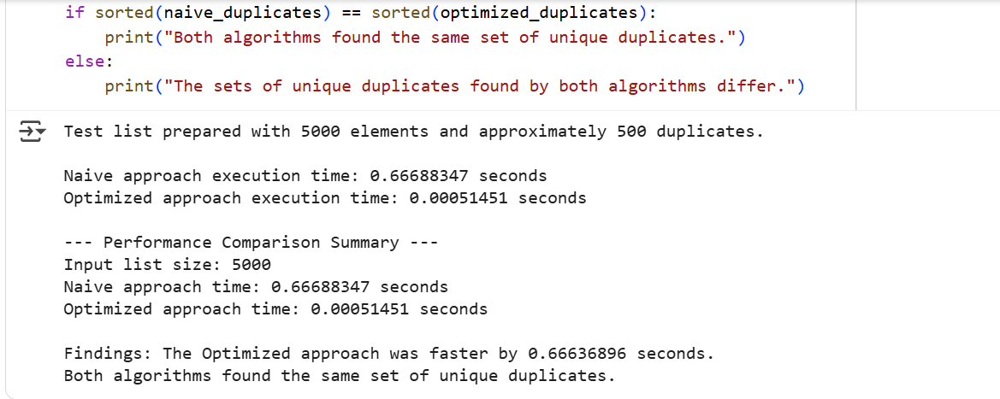 if sorted(naive_duplicates) == sorted(optimized_duplicates):
    print("Both algorithms found the same set of unique duplicates.")
else:
    print("The sets of unique duplicates found by both algorithms differ.")
Test list prepared with 5000 elements and approximately 500 duplicates.
Naive approach execution time: 0.66688347 seconds
Optimized approach execution time: 0.00051451 seconds
--- Performance Comparison Summary ---
Input list size: 5000
Naive approach time: 0.66688347 seconds
Optimized approach time: 0.00051451 seconds
Findings: The Optimized approach was faster by 0.66636896 seconds.
Both algorithms found the same set of unique duplicates.